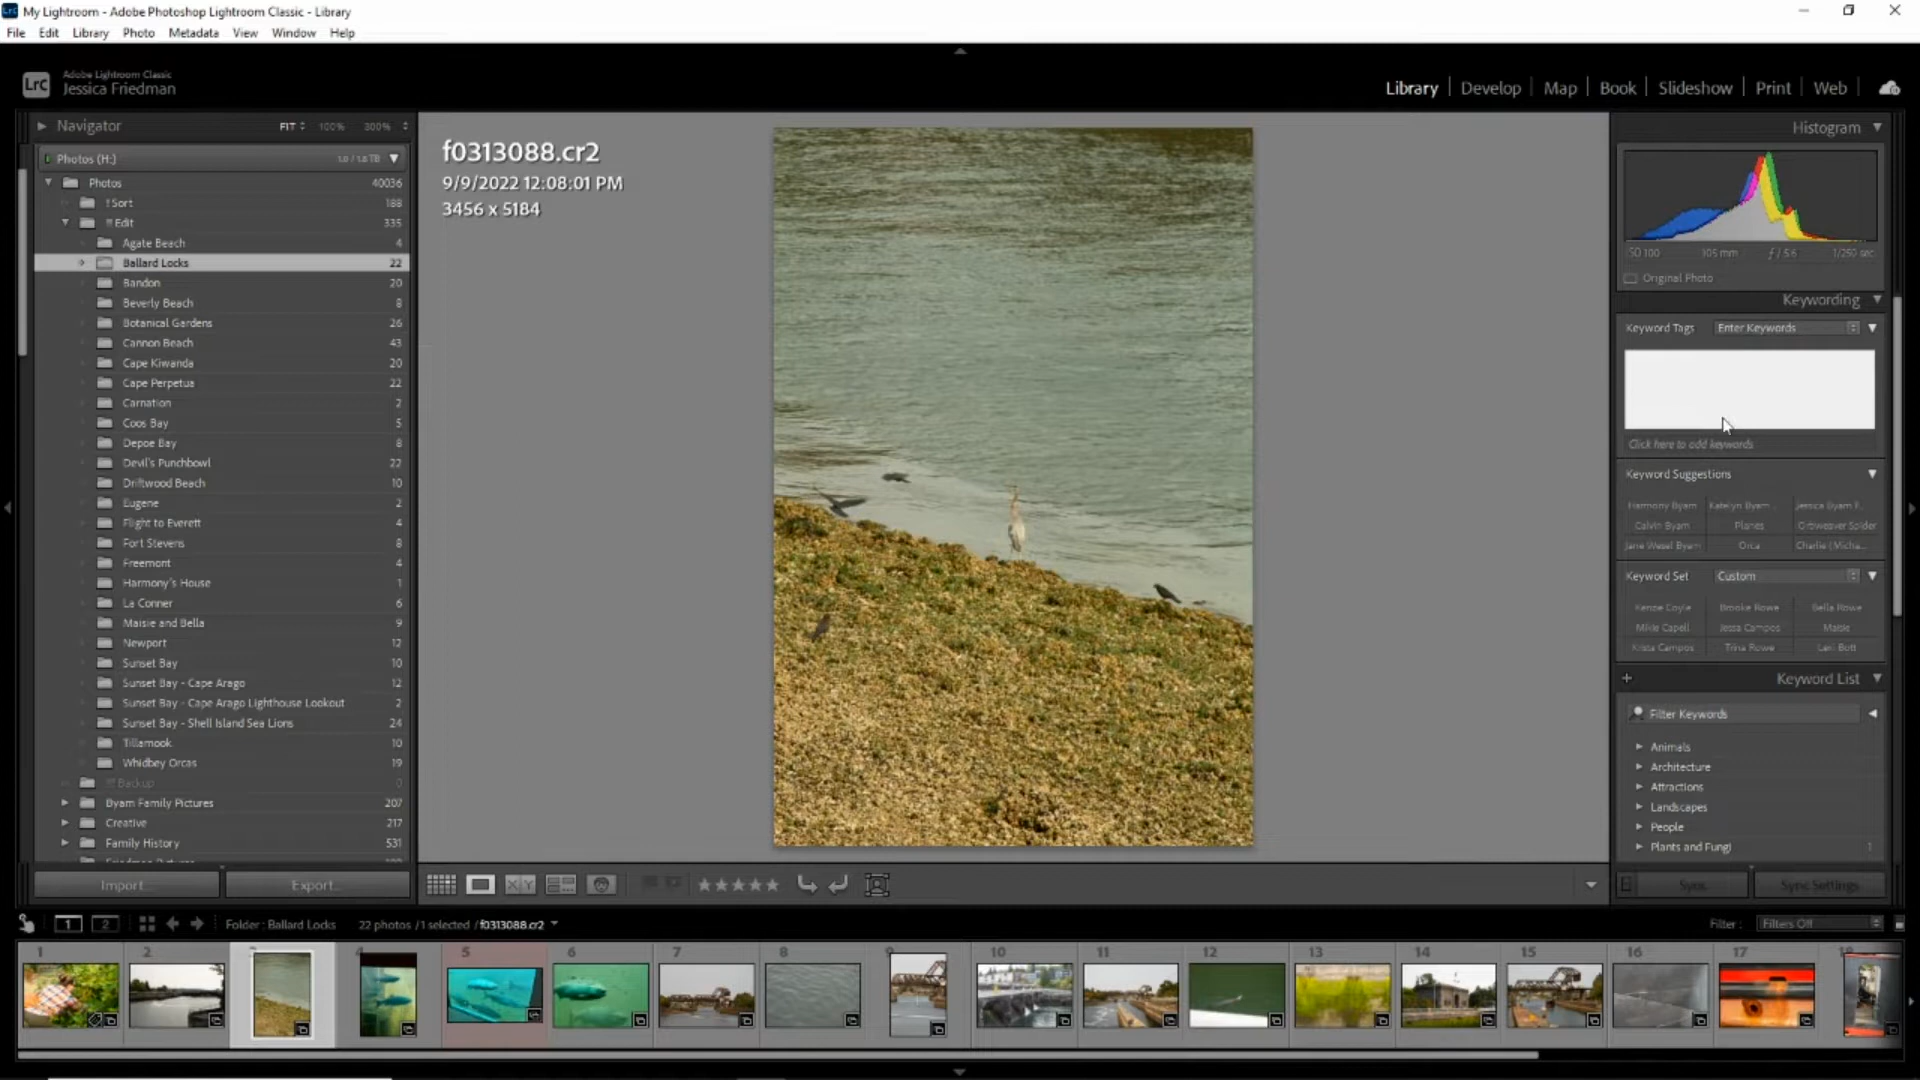 My Lightroom - Adobe Photoshop Lightroom Classic - Library
File Edit Library Photo Metadata View Window Help
LrC
Adobe Lightroom Classic
Jessica Friedman
Library | Develop | Map | Book | Slideshow | Print | Web
Navigator FIT 100% 300%
Photos (H:) 1.0 / 1.8 TB
Photos 40036
!Sort 188
Edit 335
Agate Beach 4
Ballard Locks 22
Bandon 20
Beverly Beach 8
Botanical Gardens 26
Cannon Beach 43
Cape Kiwanda 20
Cape Perpetua 22
Carnation 2
Coos Bay 5
Depoe Bay 8
Devil's Punchbowl 22
Driftwood Beach 10
Eugene 2
Flight to Everett 4
Fort Stevens 8
Freemont 4
Harmony's House 1
La Conner 6
Maisie and Bella 9
Newport 12
Sunset Bay 10
Sunset Bay - Cape Arago 12
Sunset Bay - Cape Arago Lighthouse Lookout 2
Sunset Bay - Shell Island Sea Lions 24
Tillamook 10
Whidbey Orcas 19
Backup 0
Byam Family Pictures 207
Creative 217
Family History 531
Import... Export...
f0313088.cr2
9/9/2022 12:08:01 PM
3456 x 5184
Histogram
ISO 100 105 mm ƒ / 5.6 1/250 sec
Original Photo
Keywording
Keyword Tags Enter Keywords
Click here to add keywords
Keyword Suggestions
Harmony Byam Katelyn Byam ... Jessica Byam F...
Calvin Byam Planes Orbweaver Spider
Jane Wesel Byam Orca Charlie (Micha...
Keyword Set Custom
Kenzie Coyle Brooke Rowe Bella Rowe
Mikle Capell Jessa Campos Maisie
Krista Campos Trina Rowe Lani Bott
+ Keyword List
Filter Keywords
Animals
Architecture
Attractions
Landscapes
People
Plants and Fungi 1
Sync Sync Settings
XY
1 2 Folder : Ballard Locks 22 photos / 1 selected / f0313088.cr2 Filter : Filters Off
1 2 3 4 5 6 7 8 9 10 11 12 13 14 15 16 17 18